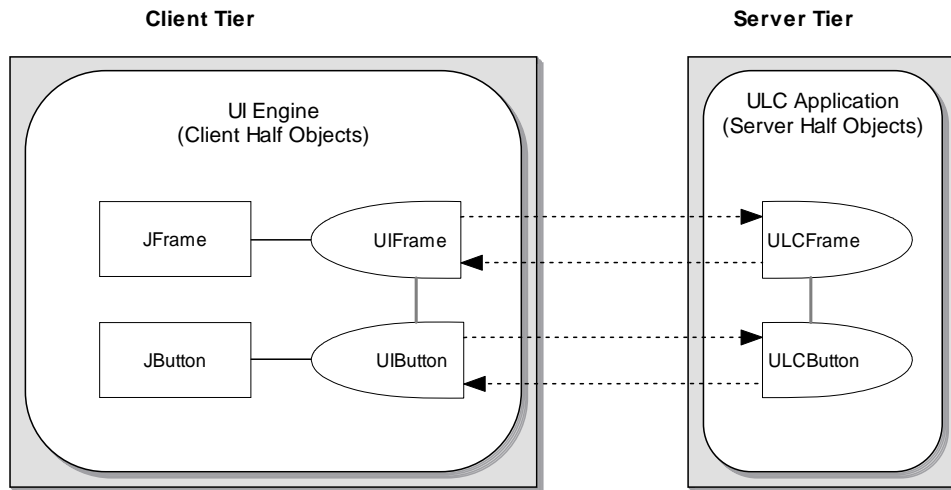 Client Tier
Server Tier
UI Engine
(Client Half Objects)
ULC Application
(Server Half Objects)
JFrame
UIFrame
ULCFrame
JButton
UIButton
ULCButton